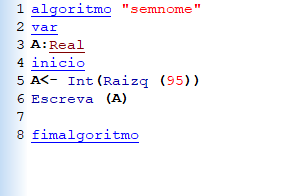 1 algoritmo "semnome"
2 var
3 A:Real
4 inicio
5 A<- Int(Raizq (95))
6 Escreva (A)
7
8 fimalgoritmo